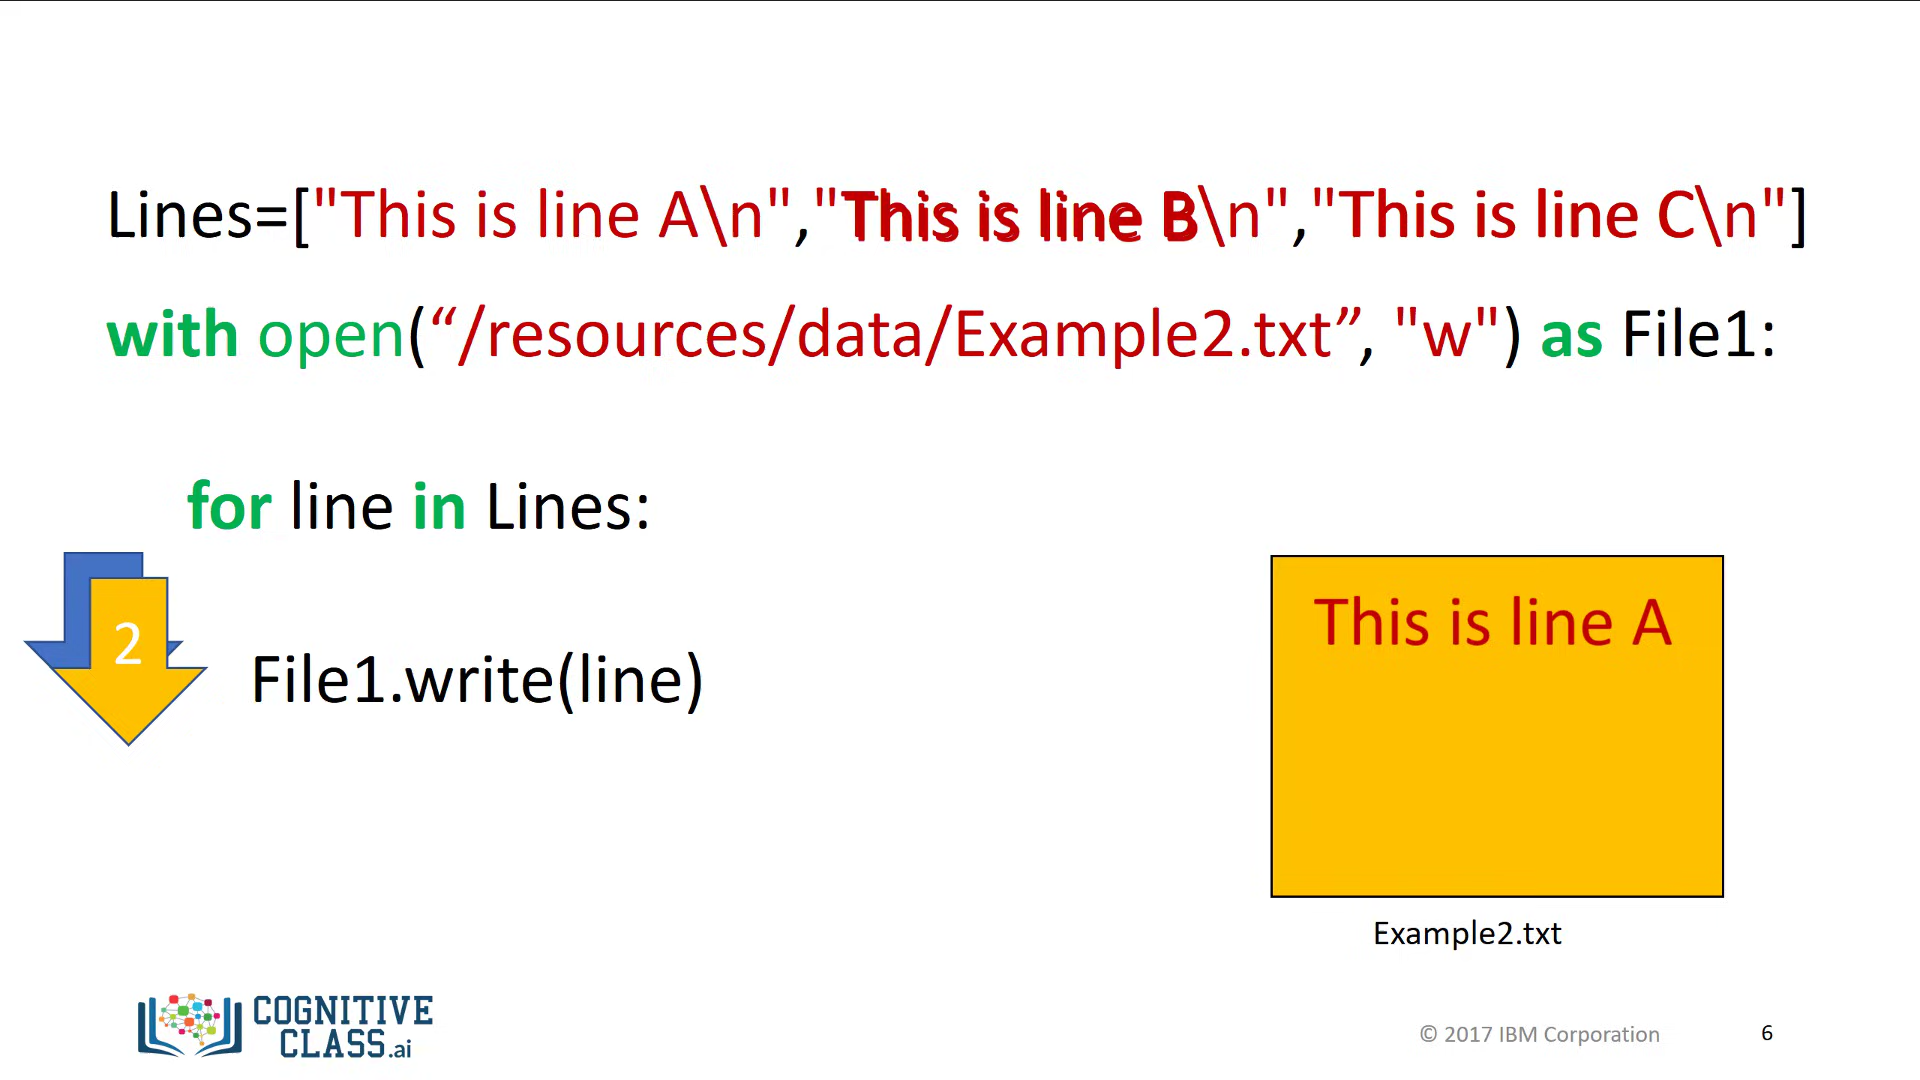 Lines=["This is line A\n","This is line B\n","This is line C\n"]
with open(“/resources/data/Example2.txt”, "w") as File1:
for line in Lines:
2
File1.write(line)
This is line A
Example2.txt
COGNITIVE
CLASS.ai
© 2017 IBM Corporation
6